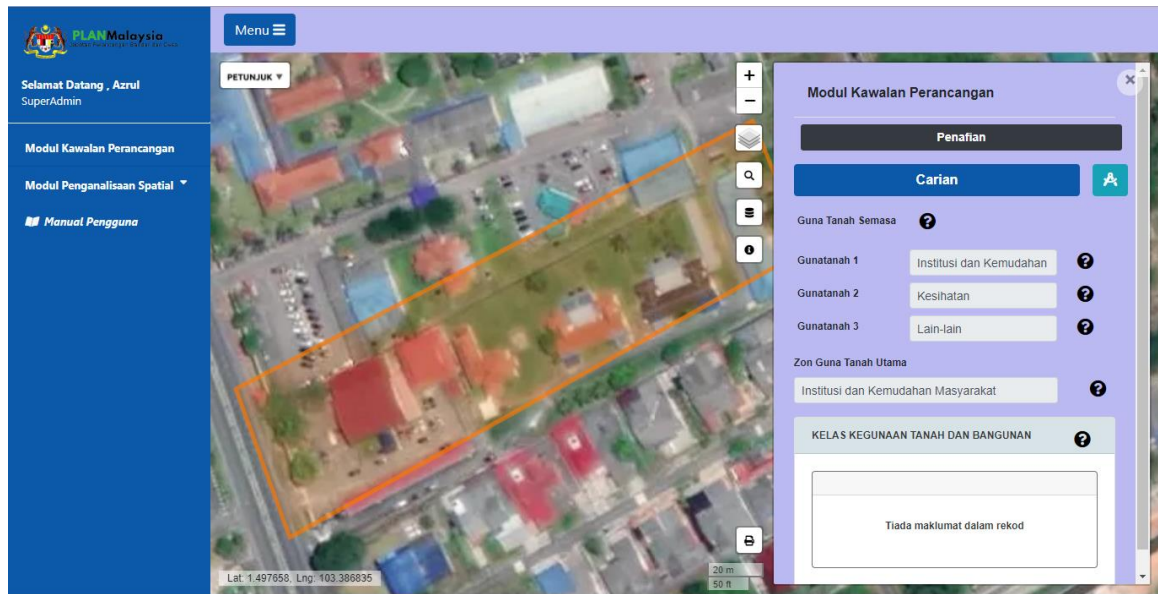 PLANMalaysia
Selamat Datang , Azrul
SuperAdmin
Modul Kawalan Perancangan
Modul Penganalisaan Spatial
Manual Pengguna
Menu
PETUNJUK
+
−
Lat: 1.497658, Lng: 103.386835
20 m
50 ft
Modul Kawalan Perancangan
×
Penafian
Carian
Guna Tanah Semasa
Gunatanah 1 Institusi dan Kemudahan
Gunatanah 2 Kesihatan
Gunatanah 3 Lain-lain
Zon Guna Tanah Utama
Institusi dan Kemudahan Masyarakat
KELAS KEGUNAAN TANAH DAN BANGUNAN
Tiada maklumat dalam rekod